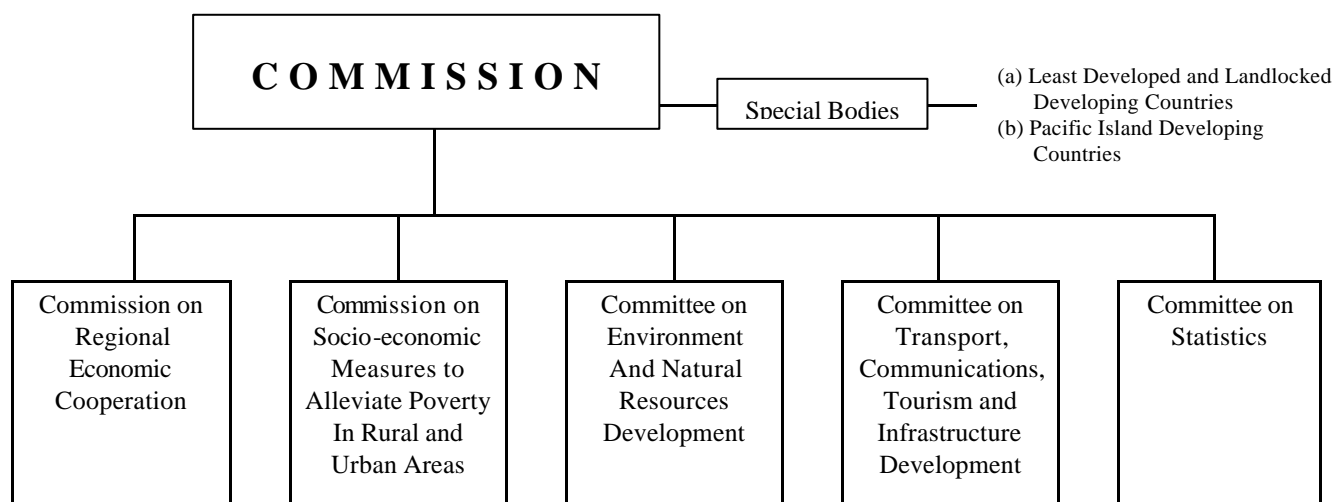 C O M M I S S I O N
Special Bodies
(a) Least Developed and Landlocked
Developing Countries
(b) Pacific Island Developing
Countries
Commission on
Regional
Economic
Cooperation
Commission on
Socio-economic
Measures to
Alleviate Poverty
In Rural and
Urban Areas
Committee on
Environment
And Natural
Resources
Development
Committee on
Transport,
Communications,
Tourism and
Infrastructure
Development
Committee on
Statistics